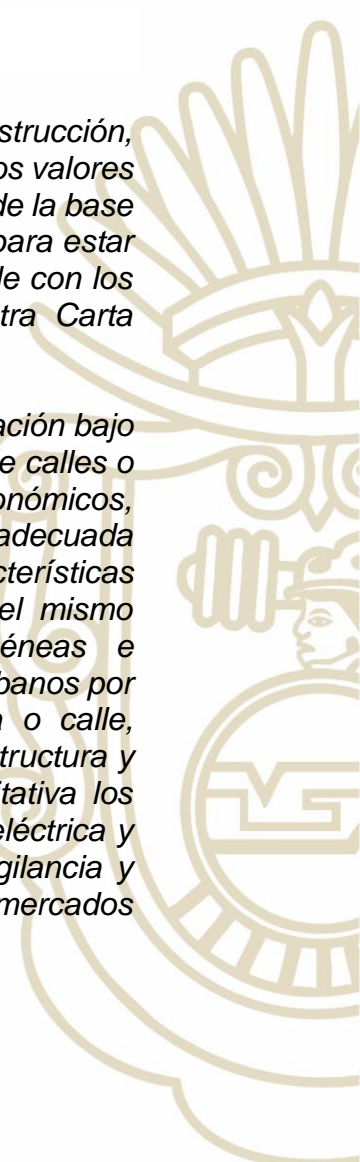 strucción,
os valores
de la base
para estar
le con los
tra Carta
ación bajo
e calles o
onómicos,
adecuada
cterísticas
el mismo
éneas e
banos por
a o calle,
tructura y
itativa los
eléctrica y
gilancia y
mercados